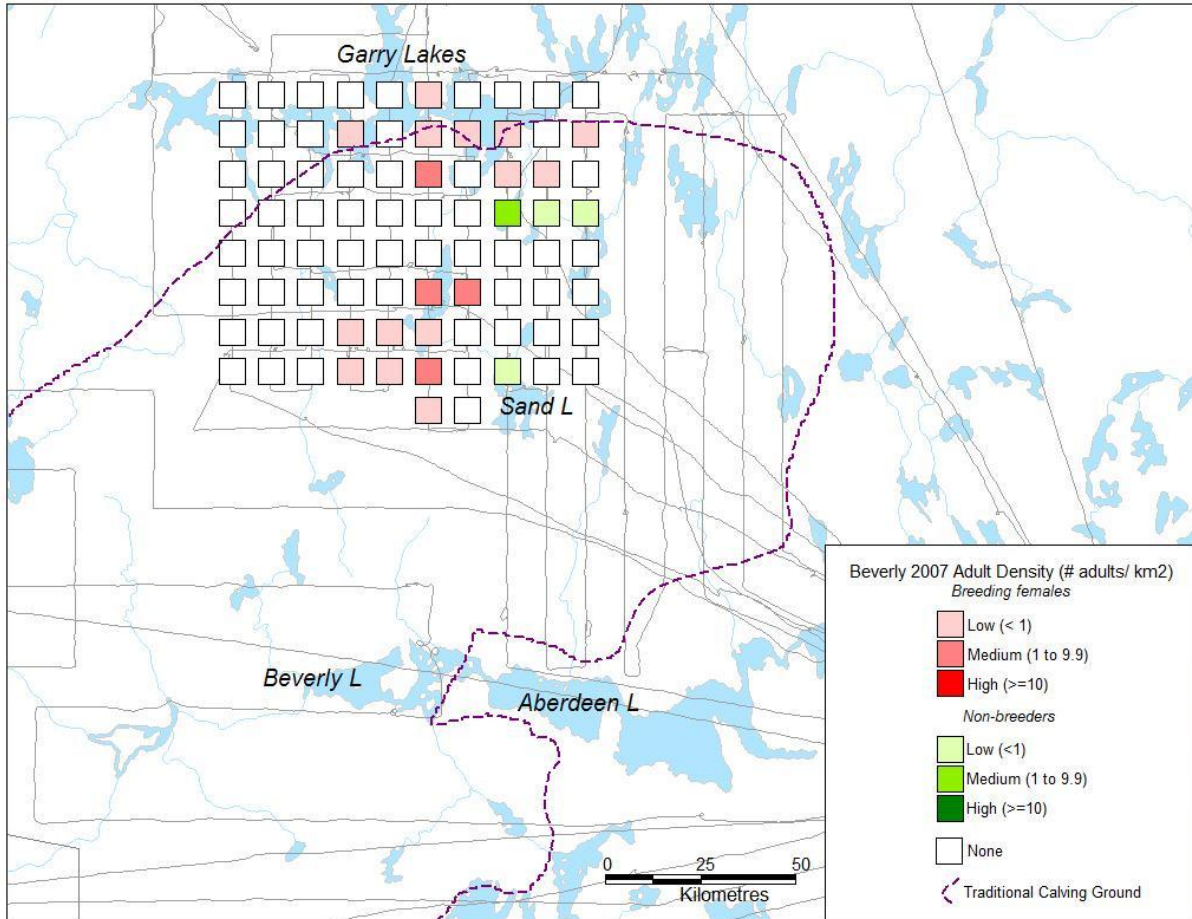 Garry Lakes
Sand L
Beverly L
Aberdeen L
Beverly 2007 Adult Density (# adults/ km2)
Breeding females
Low (< 1)
Medium (1 to 9.9)
High (>=10)
Non-breeders
Low (<1)
Medium (1 to 9.9)
High (>=10)
None
Traditional Calving Ground
0 25 50
Kilometres